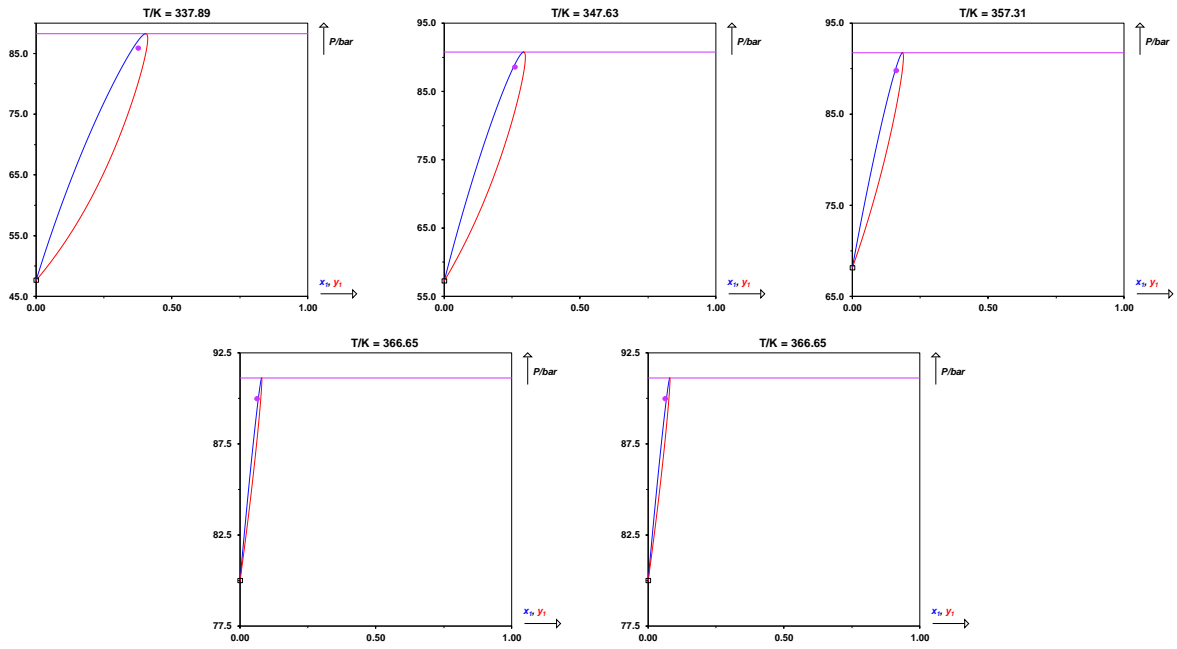 T/K = 337.89
P/bar
85.0
75.0
65.0
55.0
45.0
x₁, y₁
0.00
0.50
1.00
T/K = 347.63
95.0
P/bar
85.0
75.0
65.0
55.0
x₁, y₁
0.00
0.50
1.00
T/K = 357.31
95.0
P/bar
85.0
75.0
65.0
x₁, y₁
0.00
0.50
1.00
T/K = 366.65
92.5
P/bar
87.5
82.5
77.5
x₁, y₁
0.00
0.50
1.00
T/K = 366.65
92.5
P/bar
87.5
82.5
77.5
x₁, y₁
0.00
0.50
1.00